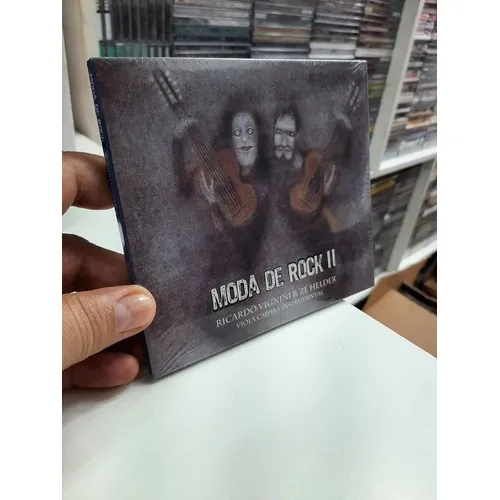 MODA DE ROCK II
RICARDO VIGNINI & ZÉ HELDER
VIOLA CAIPIRA INSTRUMENTAL